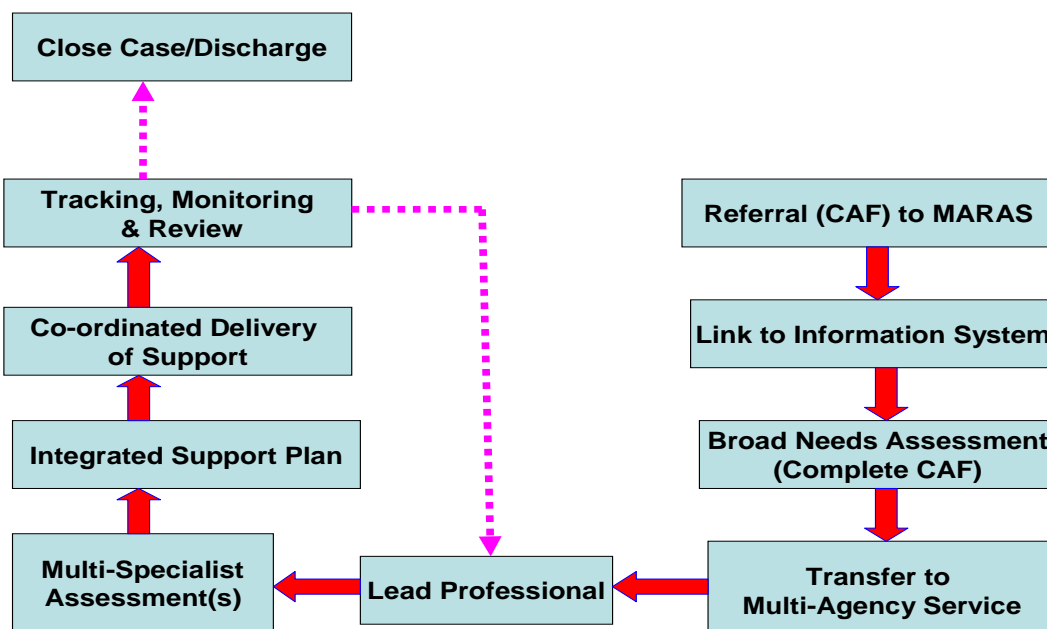 Close Case/Discharge
Tracking, Monitoring
& Review
Referral (CAF) to MARAS
Co-ordinated Delivery
of Support
Link to Information System
Integrated Support Plan
Broad Needs Assessment
(Complete CAF)
Multi-Specialist
Assessment(s)
Lead Professional
Transfer to
Multi-Agency Service